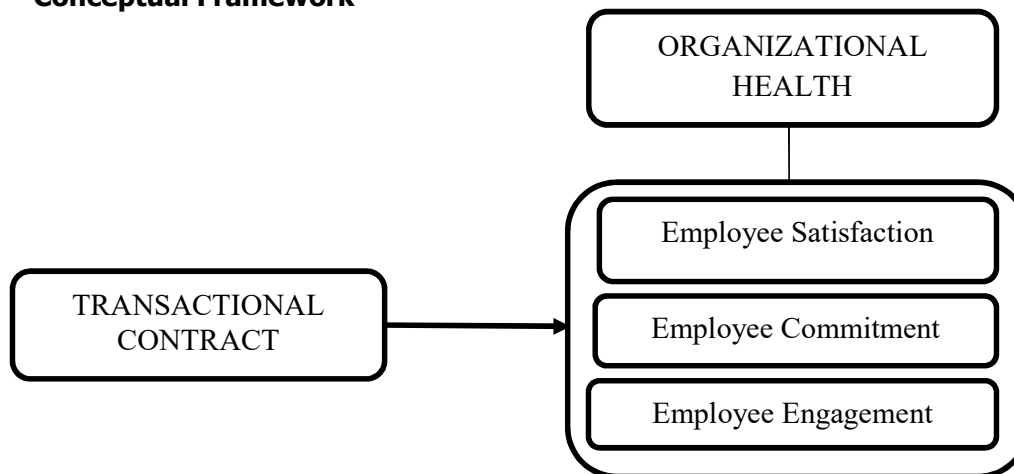 Conceptual Framework
ORGANIZATIONAL
HEALTH
Employee Satisfaction
TRANSACTIONAL
CONTRACT
Employee Commitment
Employee Engagement